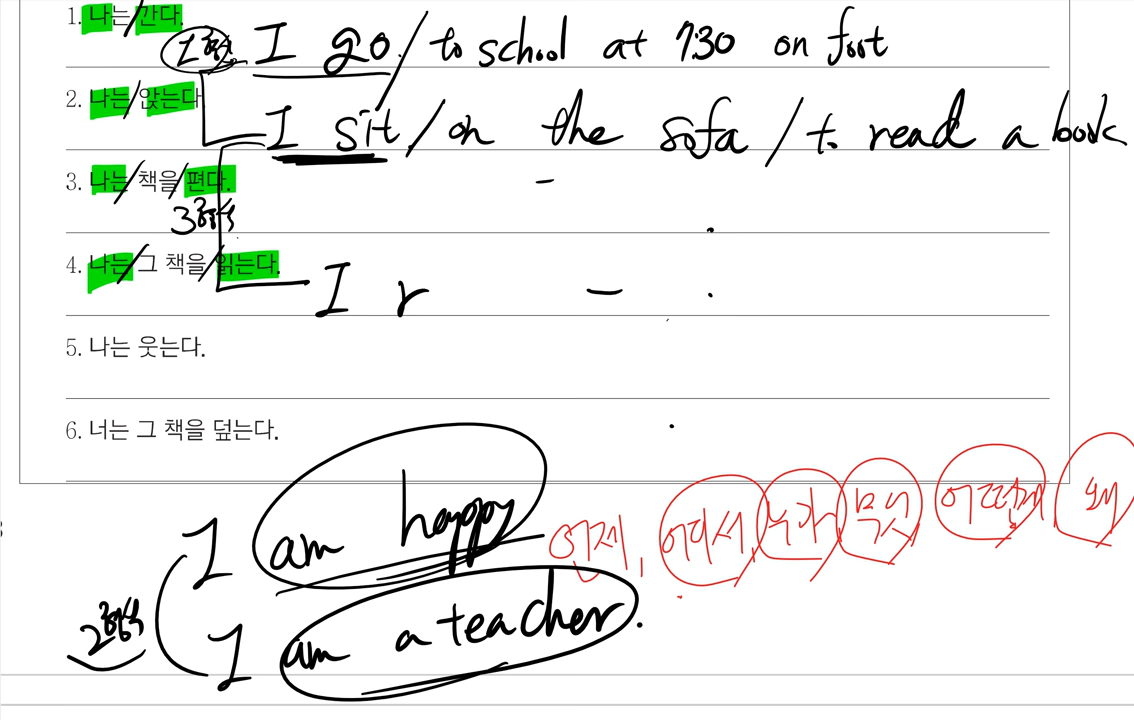 1. 나는/간다.
1형식 I go / to school at 7:30 on foot
2. 나는/앉는다
I sit / on the sofa / to read a book
3. 나는/책을/편다.
3형식
4. 나는/그 책을/읽는다.
I r
5. 나는 웃는다.
6. 너는 그 책을 덮는다.
I am happy
언제, 어디서 누가 무엇 어떻게 왜
2형식
I am a teacher.